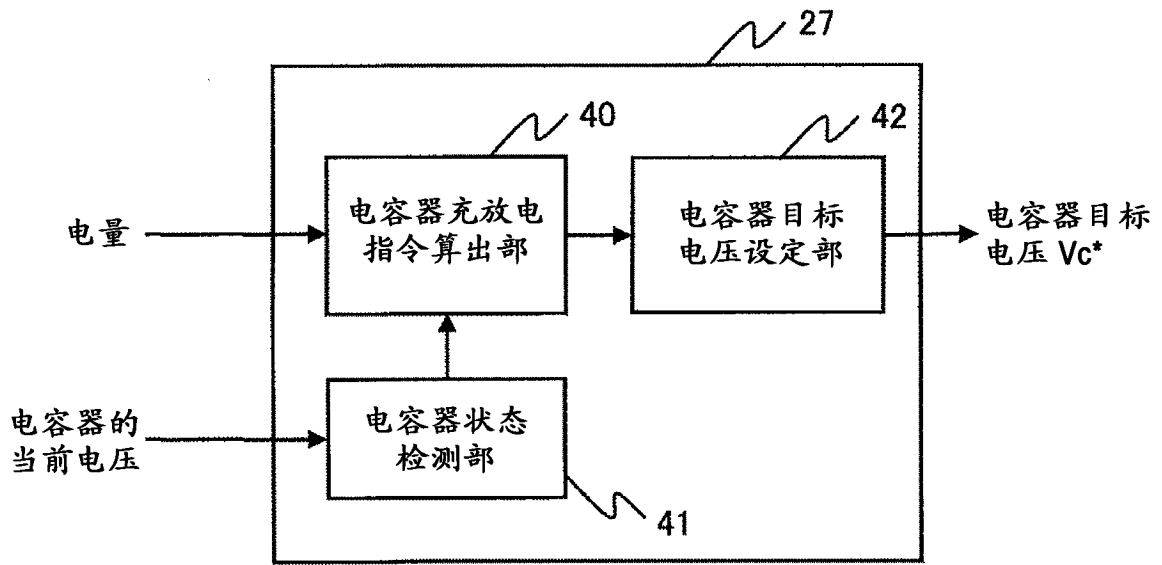 27
40
42
电量
电容器充放电
指令算出部
电容器目标
电压设定部
电容器目标
电压 Vc*
电容器的
当前电压
电容器状态
检测部
41